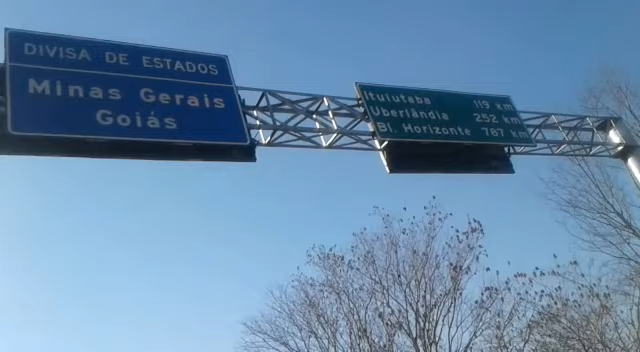 DIVISA DE ESTADOS
Minas Gerais
Goiás
Ituiutaba 119 km
Uberlândia 252 km
Bl. Horizonte 787 km